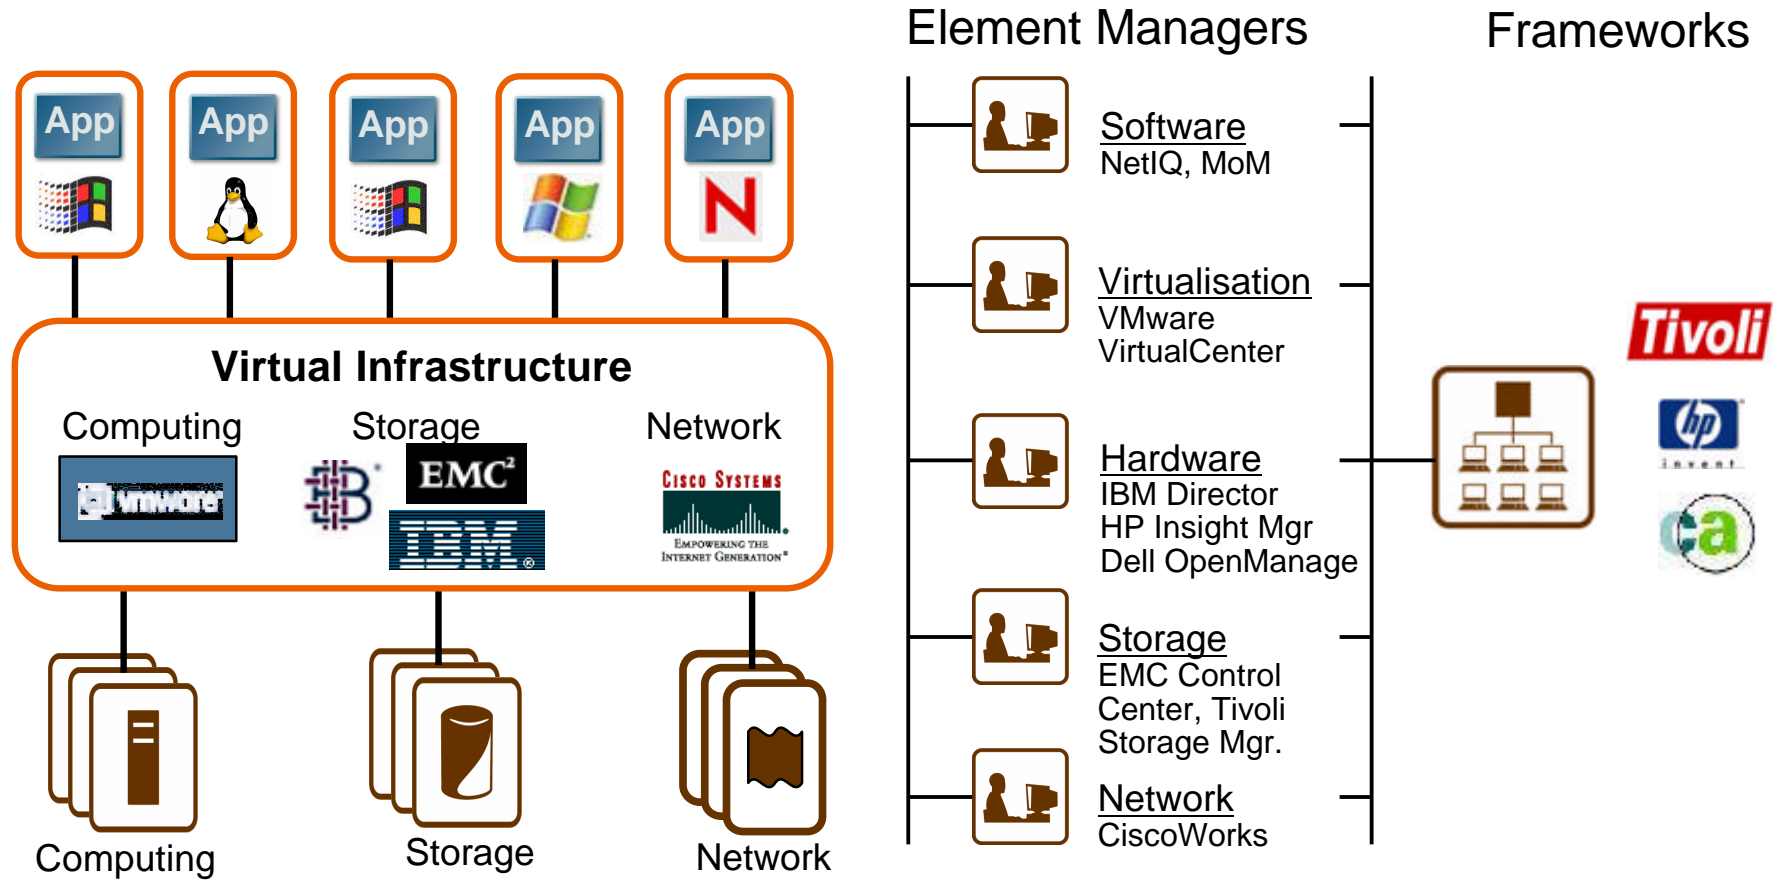 Element Managers
Frameworks
App
App
App
App
App
N
Virtual Infrastructure
Computing
Storage
Network
vmware
B
EMC²
IBM®
CISCO SYSTEMS
EMPOWERING THE
INTERNET GENERATION
Computing
Storage
Network
Software
NetIQ, MoM
Virtualisation
VMware
VirtualCenter
Hardware
IBM Director
HP Insight Mgr
Dell OpenManage
Storage
EMC Control
Center, Tivoli
Storage Mgr.
Network
CiscoWorks
Tivoli
hp
invent
ca